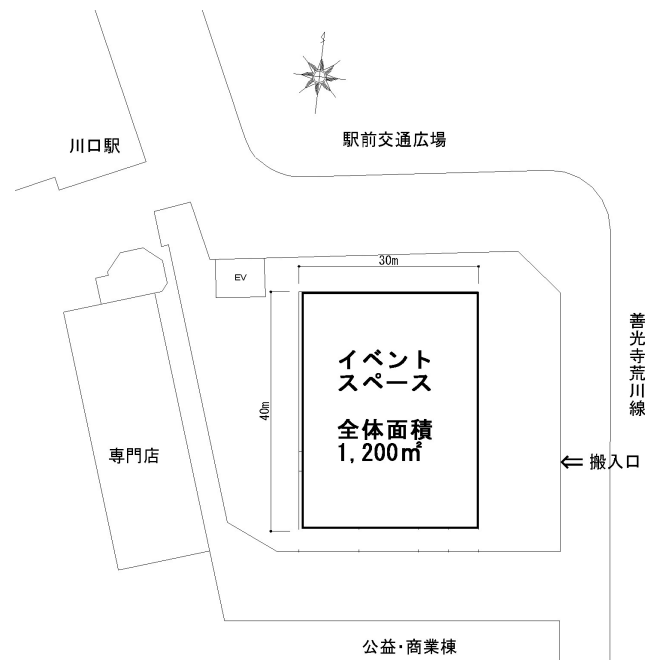 川口駅
駅前交通広場
EV
30m
イベント
スペース
全体面積
1,200㎡
40m
善光寺荒川線
専門店
⇐ 搬入口
公益・商業棟